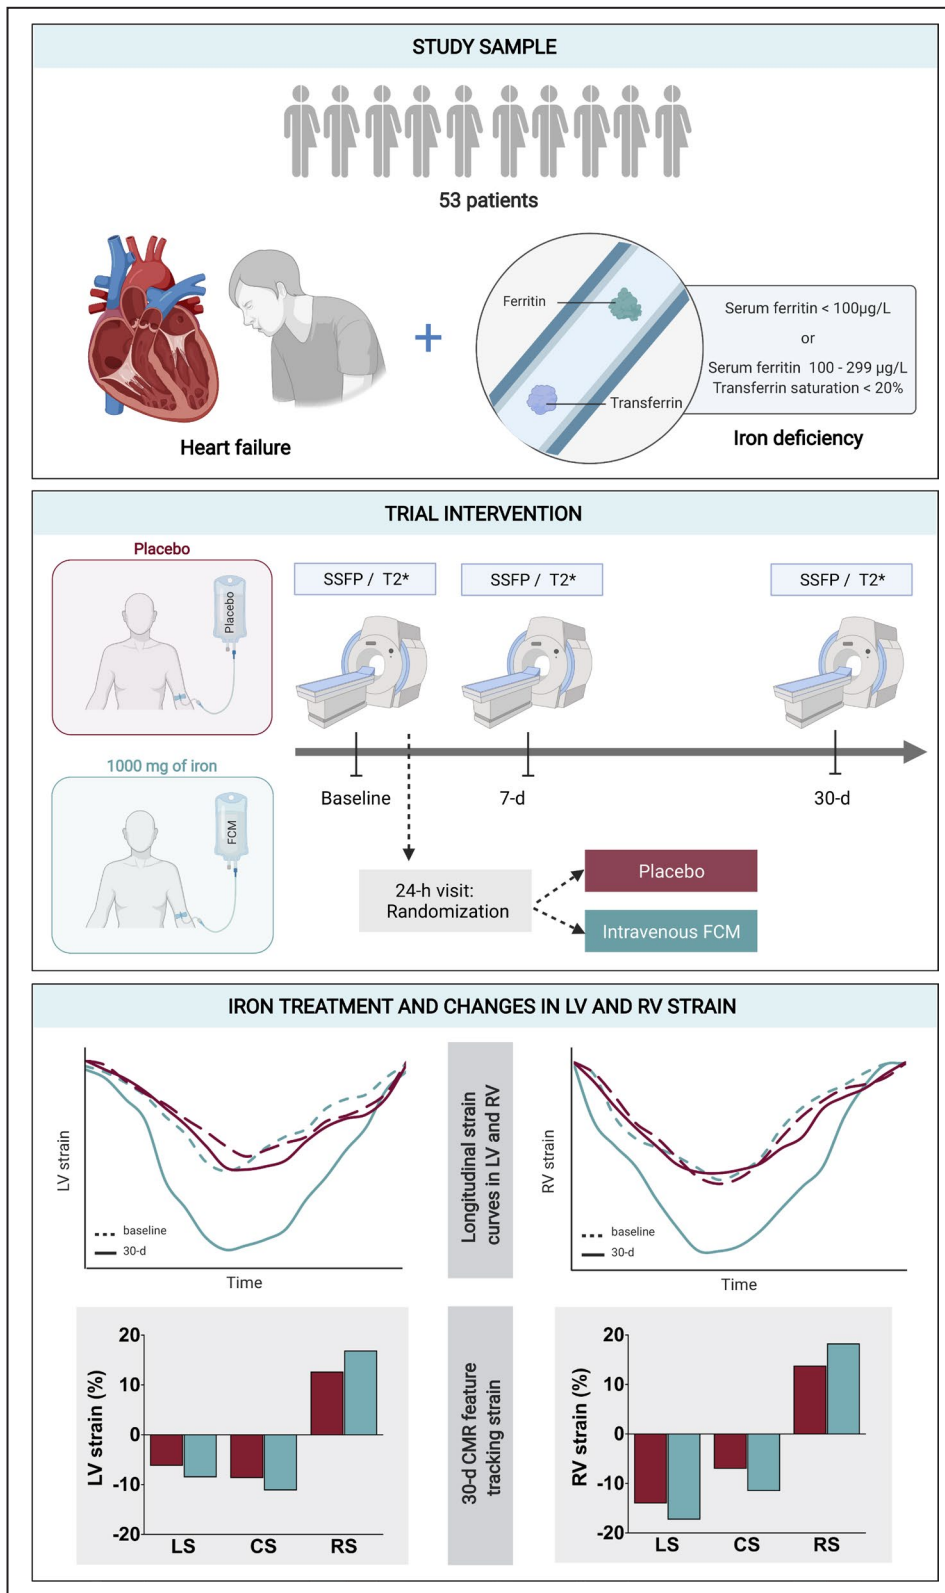 STUDY SAMPLE
53 patients
Ferritin
Transferrin
Serum ferritin < 100µg/L
or
Serum ferritin 100 - 299 µg/L
Transferrin saturation < 20%
Heart failure
+
Iron deficiency
TRIAL INTERVENTION
Placebo
Placebo
1000 mg of iron
FCM
SSFP / T2*
SSFP / T2*
SSFP / T2*
Baseline
7-d
30-d
24-h visit:
Randomization
Placebo
Intravenous FCM
IRON TREATMENT AND CHANGES IN LV AND RV STRAIN
LV strain
baseline
30-d
Time
Longitudinal strain
curves in LV and RV
RV strain
baseline
30-d
Time
LV strain (%)
20
10
0
-10
-20
LS CS RS
30-d CMR feature
tracking strain
RV strain (%)
20
10
0
-10
-20
LS CS RS